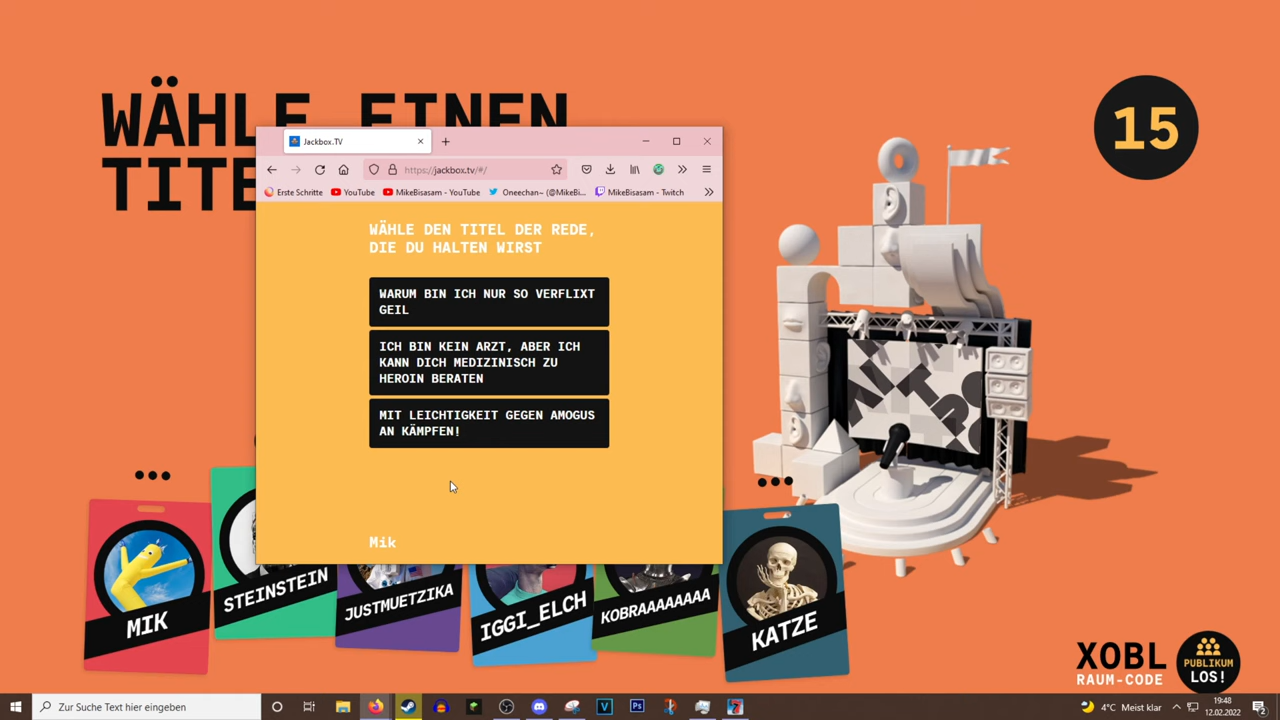 WÄHLE EINEN
15
Jackbox.TV
https://jackbox.tv/#/
Erste Schritte
YouTube
MikeBisasam - YouTube
Oneechan~ (@MikeBi...
MikeBisasam - Twitch
WÄHLE DEN TITEL DER REDE,
DIE DU HALTEN WIRST
WARUM BIN ICH NUR SO VERFLIXT
GEIL
ICH BIN KEIN ARZT, ABER ICH
KANN DICH MEDIZINISCH ZU
HEROIN BERATEN
MIT LEICHTIGKEIT GEGEN AMOGUS
AN KÄMPFEN!
Mik
MIK
STEINSTEIN
JUSTMUETZIKA
IGGI_ELCH
KOBRAAAAAAAA
KATZE
XOBL
RAUM-CODE
PUBLIKUM
LOS!
Zur Suche Text hier eingeben
4°C Meist klar
19:48
12.02.2022
2